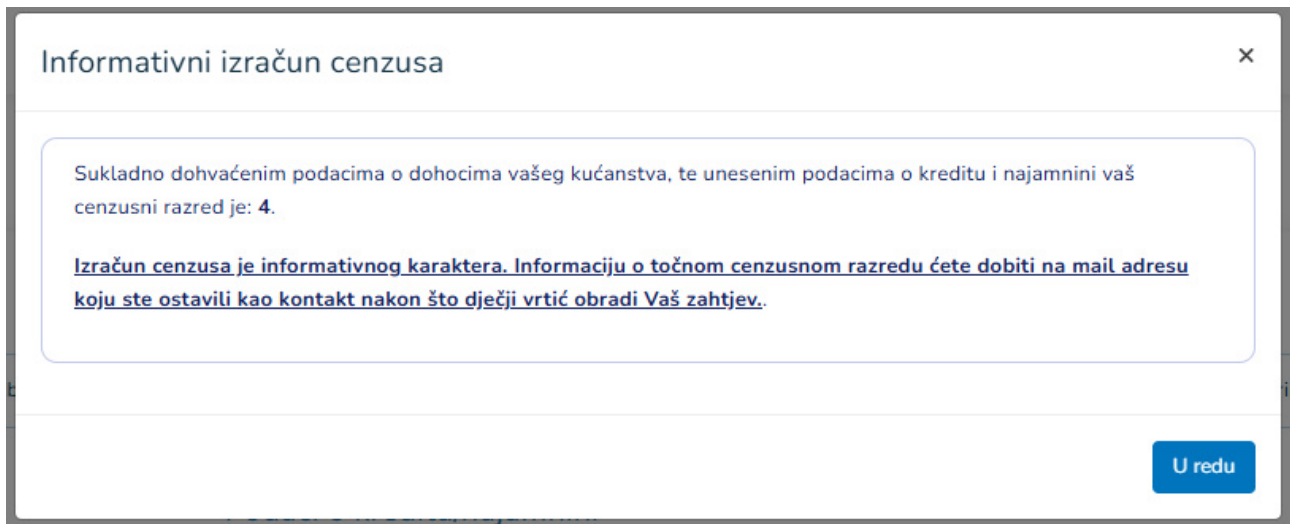 Informativni izračun cenzusa
×
Sukladno dohvaćenim podacima o dohocima vašeg kućanstva, te unesenim podacima o kreditu i najamnini vaš
cenzusni razred je: 4.
Izračun cenzusa je informativnog karaktera. Informaciju o točnom cenzusnom razredu ćete dobiti na mail adresu
koju ste ostavili kao kontakt nakon što dječji vrtić obradi Vaš zahtjev..
U redu